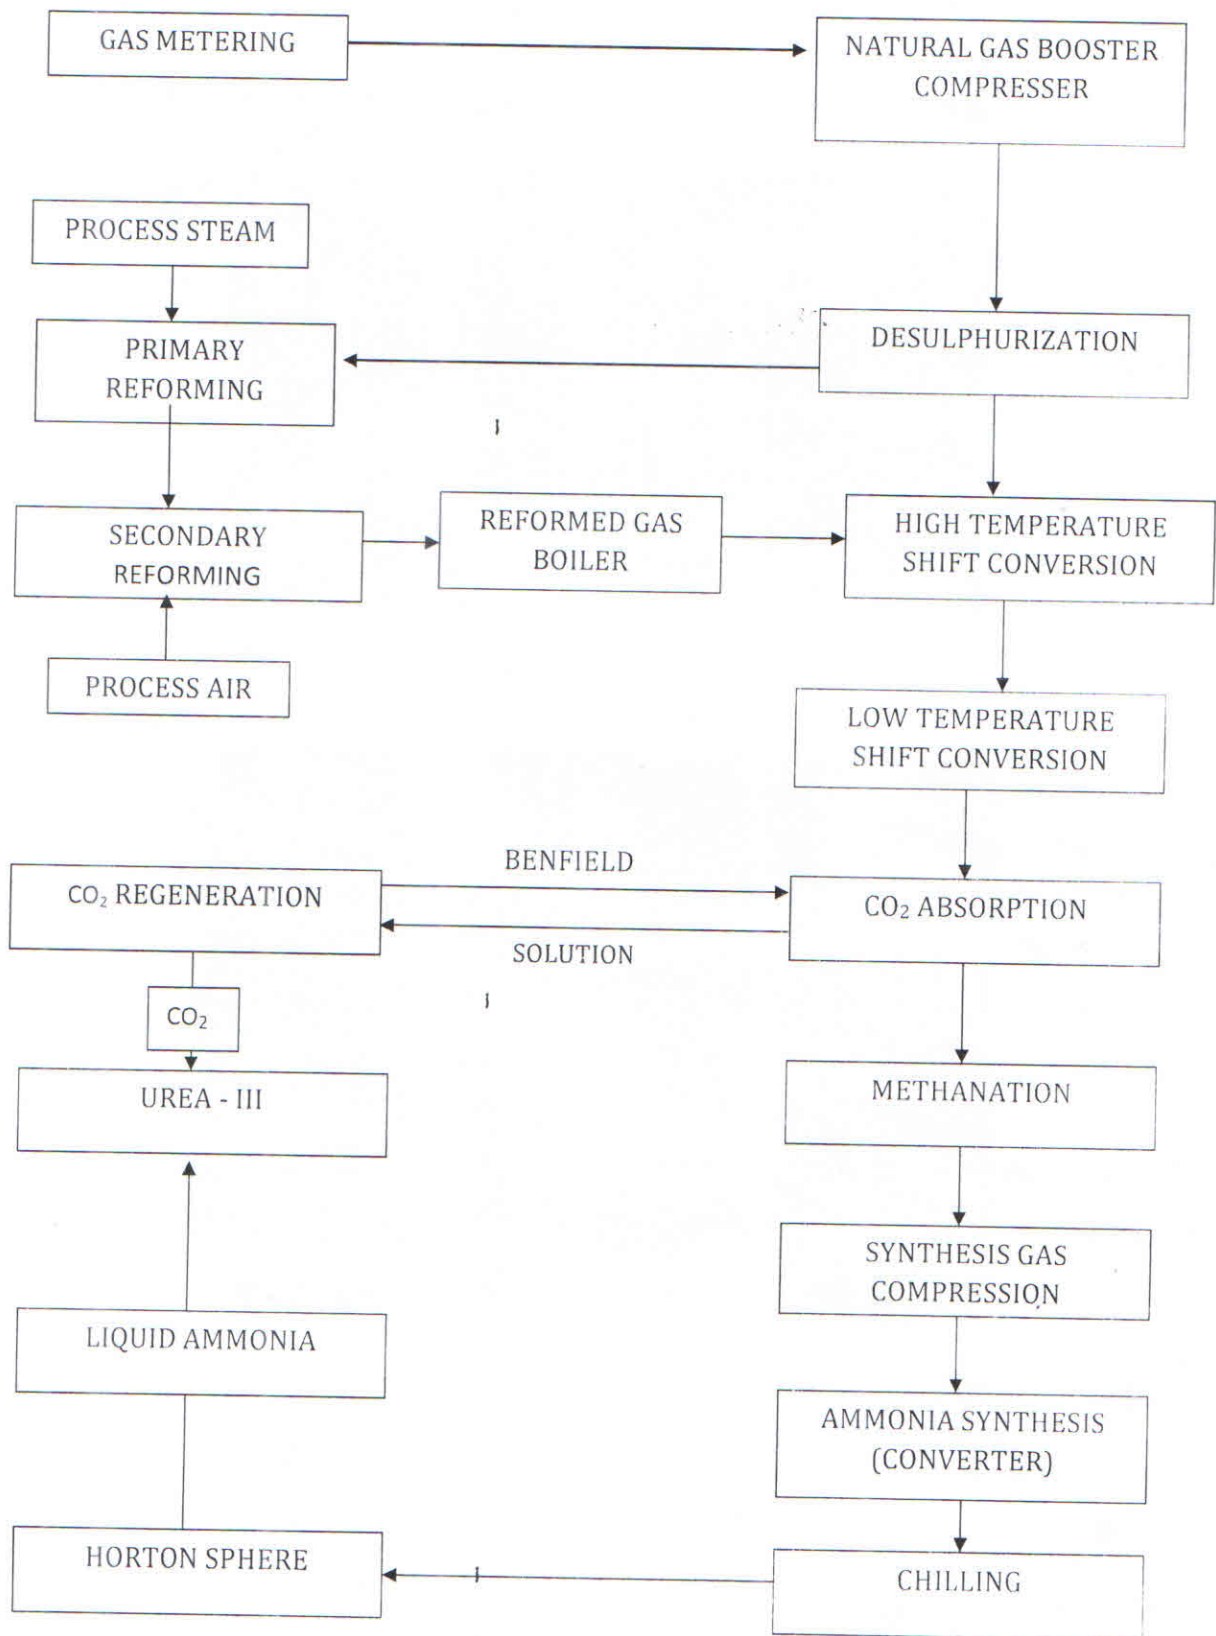 GAS METERING
NATURAL GAS BOOSTER
COMPRESSER
PROCESS STEAM
PRIMARY
REFORMING
DESULPHURIZATION
SECONDARY
REFORMING
REFORMED GAS
BOILER
HIGH TEMPERATURE
SHIFT CONVERSION
PROCESS AIR
LOW TEMPERATURE
SHIFT CONVERSION
CO₂ REGENERATION
BENFIELD
SOLUTION
CO₂ ABSORPTION
CO₂
UREA - III
METHANATION
SYNTHESIS GAS
COMPRESSION
LIQUID AMMONIA
AMMONIA SYNTHESIS
(CONVERTER)
HORTON SPHERE
CHILLING